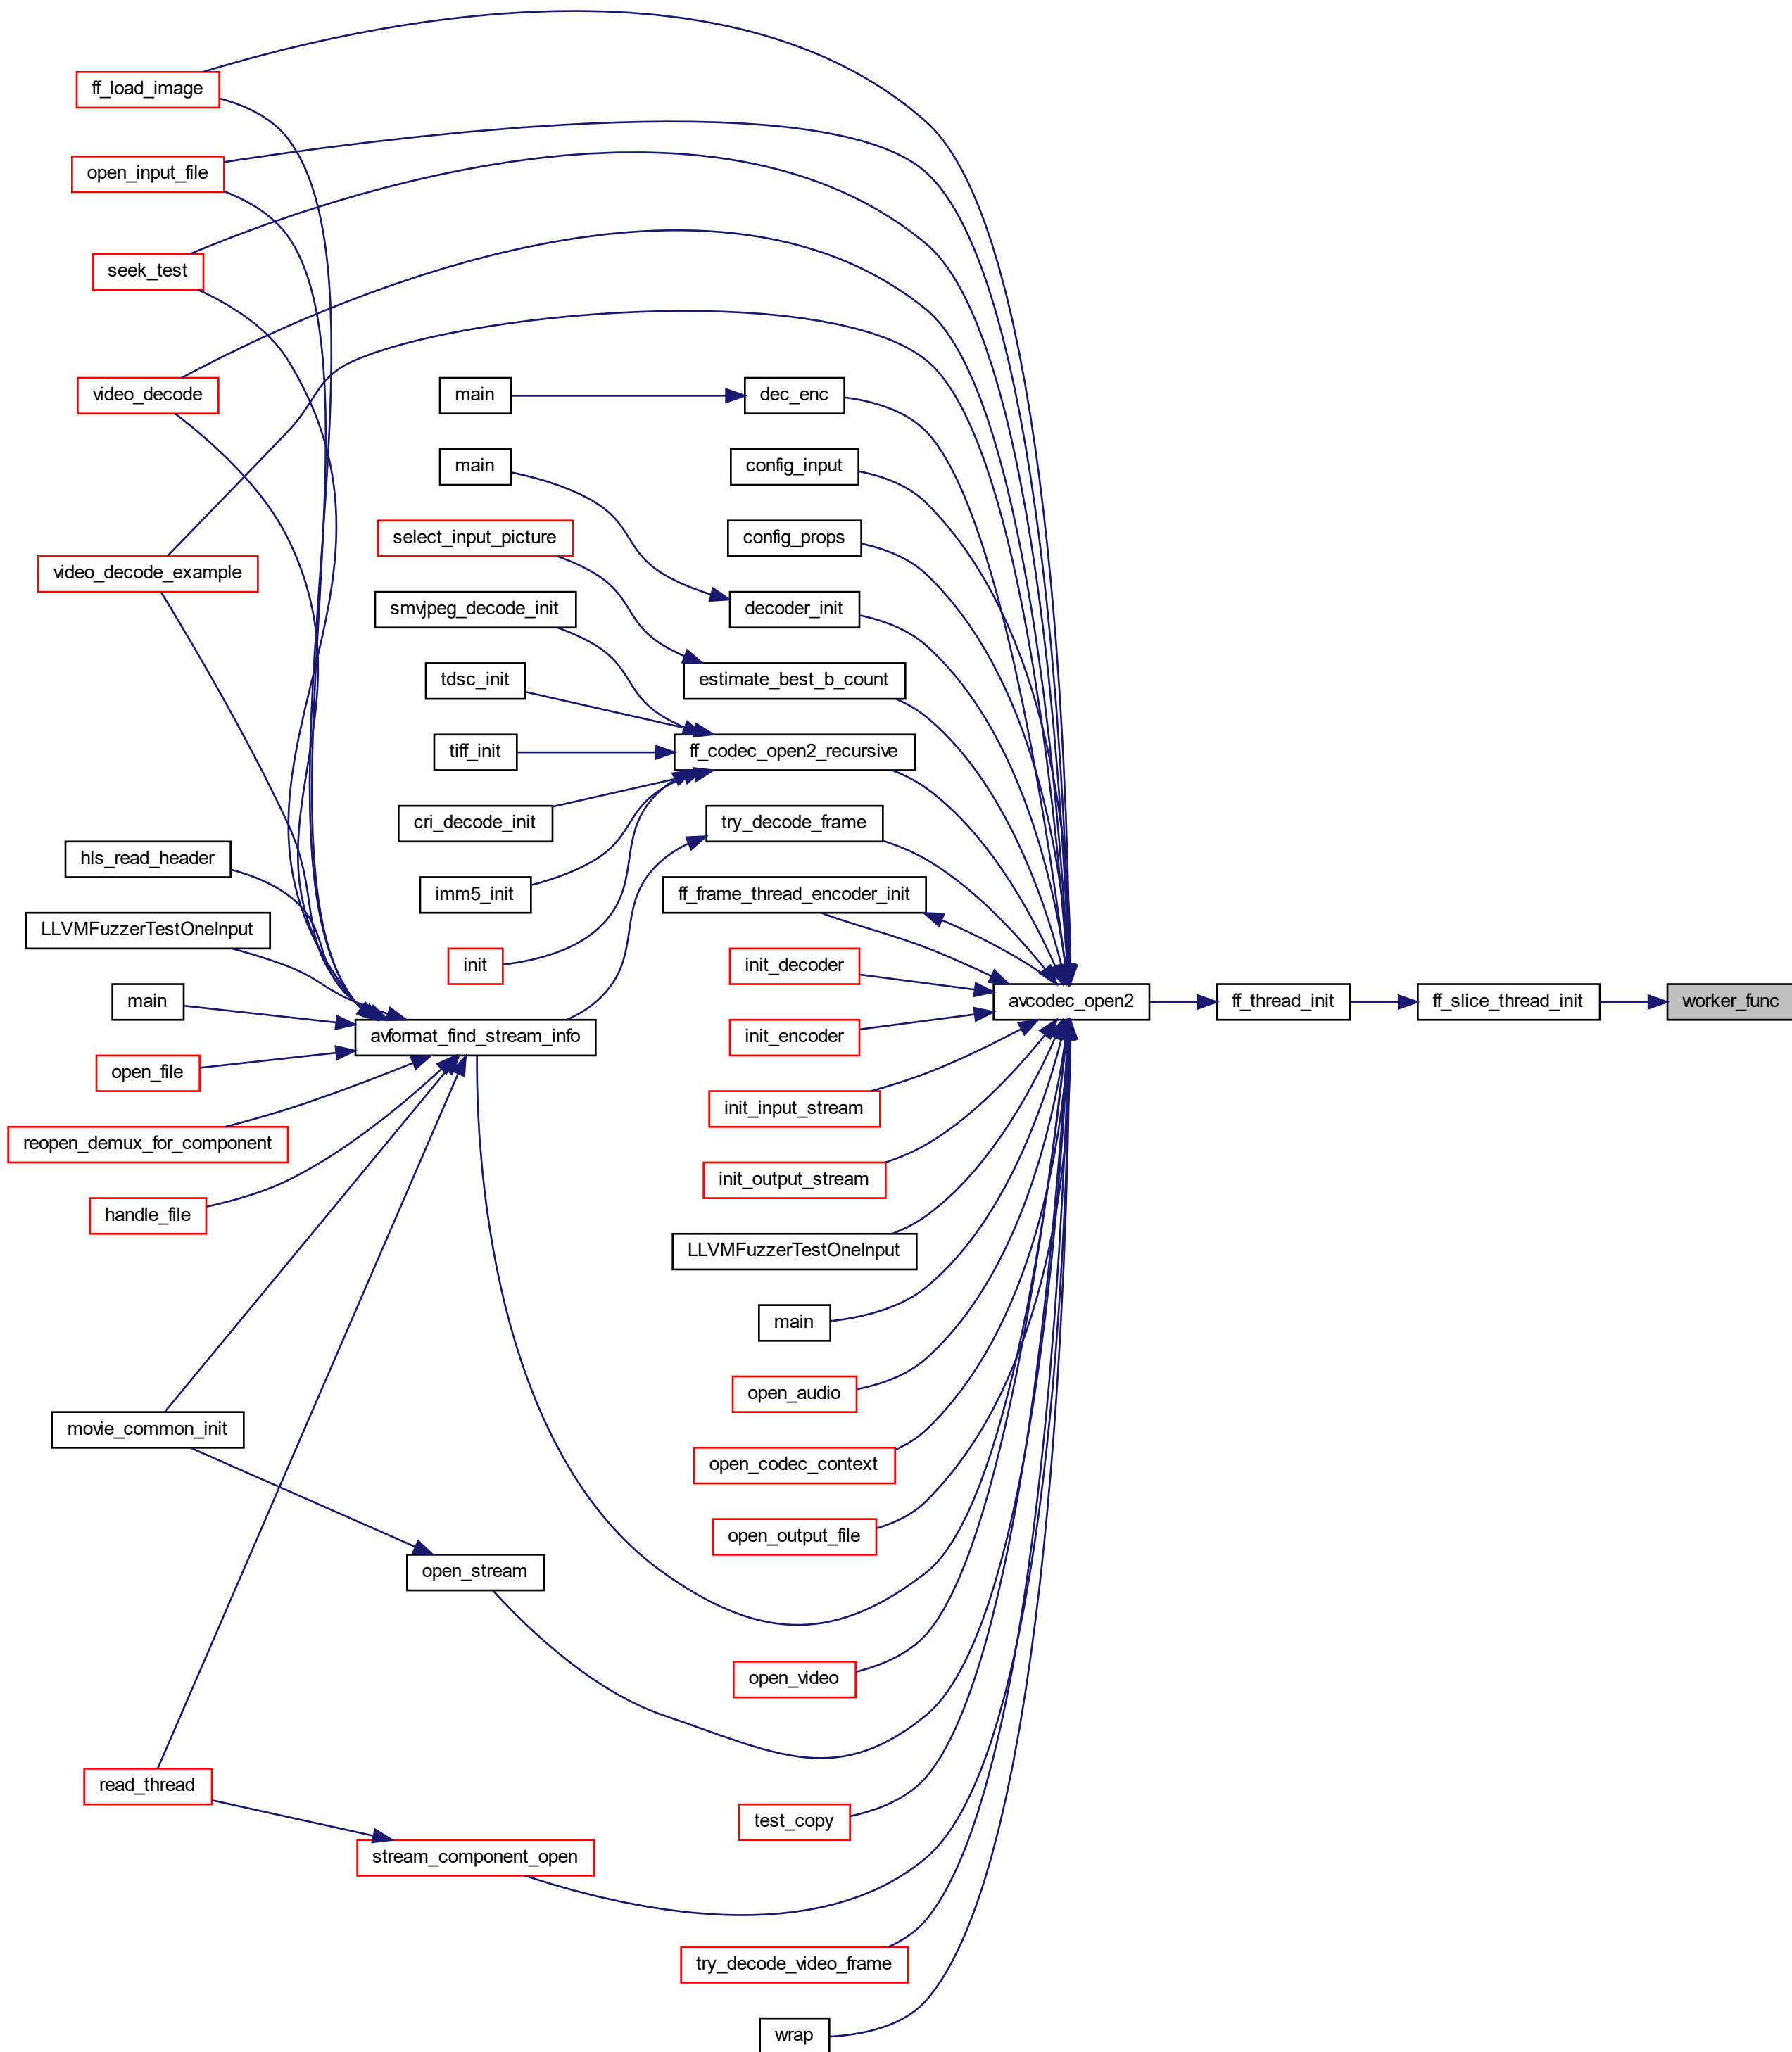 ff_load_image
open_input_file
seek_test
video_decode
main
dec_enc
main
config_input
select_input_picture
config_props
video_decode_example
smvjpeg_decode_init
decoder_init
tdsc_init
estimate_best_b_count
tiff_init
ff_codec_open2_recursive
cri_decode_init
try_decode_frame
hls_read_header
imm5_init
ff_frame_thread_encoder_init
LLVMFuzzerTestOneInput
init
init_decoder
main
avcodec_open2
ff_thread_init
ff_slice_thread_init
worker_func
avformat_find_stream_info
init_encoder
open_file
init_input_stream
reopen_demux_for_component
init_output_stream
handle_file
LLVMFuzzerTestOneInput
main
open_audio
movie_common_init
open_codec_context
open_output_file
open_stream
open_video
read_thread
test_copy
stream_component_open
try_decode_video_frame
wrap